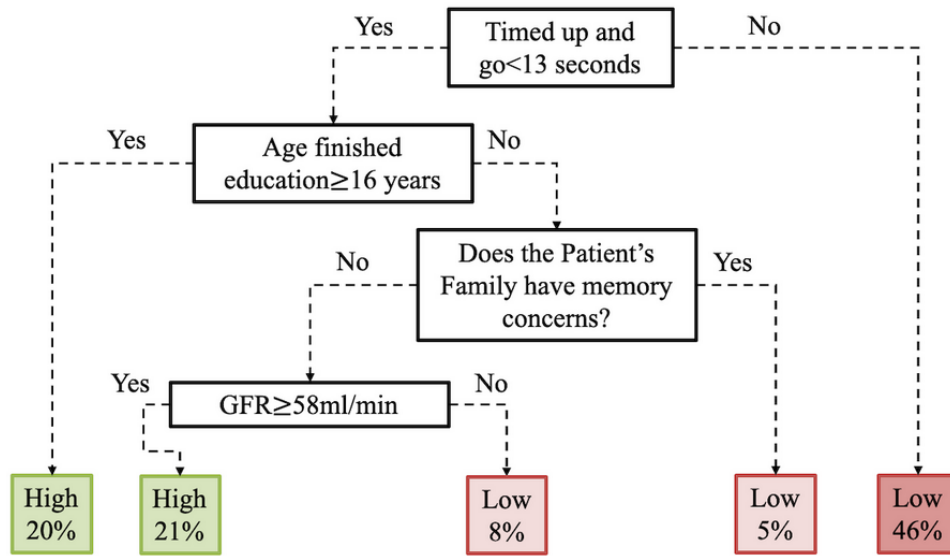 Yes
Timed up and
go<13 seconds
No
Yes
Age finished
education≥16 years
No
No
Does the Patient’s
Family have memory
concerns?
Yes
Yes
GFR≥58ml/min
No
High
20%
High
21%
Low
8%
Low
5%
Low
46%